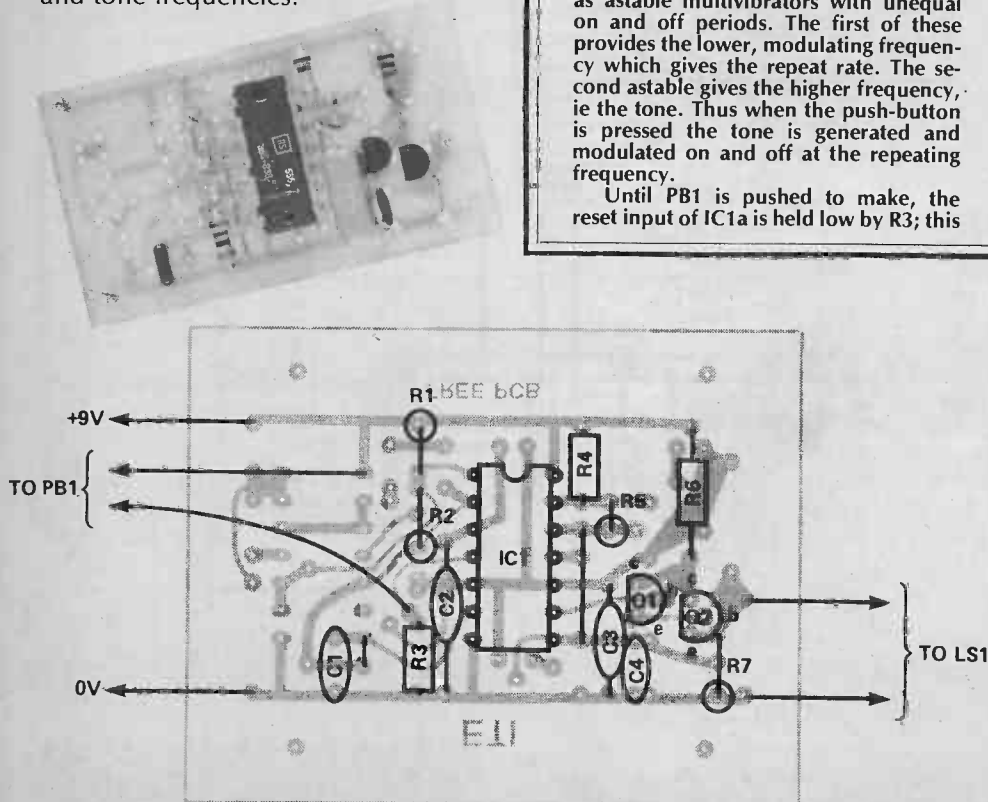 and tone frequencies.
as astable multivibrators with unequal
on and off periods. The first of these
provides the lower, modulating frequen-
cy which gives the repeat rate. The se-
cond astable gives the higher frequency,
ie the tone. Thus when the push-button
is pressed the tone is generated and
modulated on and off at the repeating
frequency.
Until PB1 is pushed to make, the
reset input of IC1a is held low by R3; this
RS
556
FREE PCB
R1
+9V
TO PB1
R4
R6
R5
R2
IC1
c
Q1
b
e
c
Q2
b
e
C2
C3
C4
C1
R3
R7
TO LS1
0V
ETI